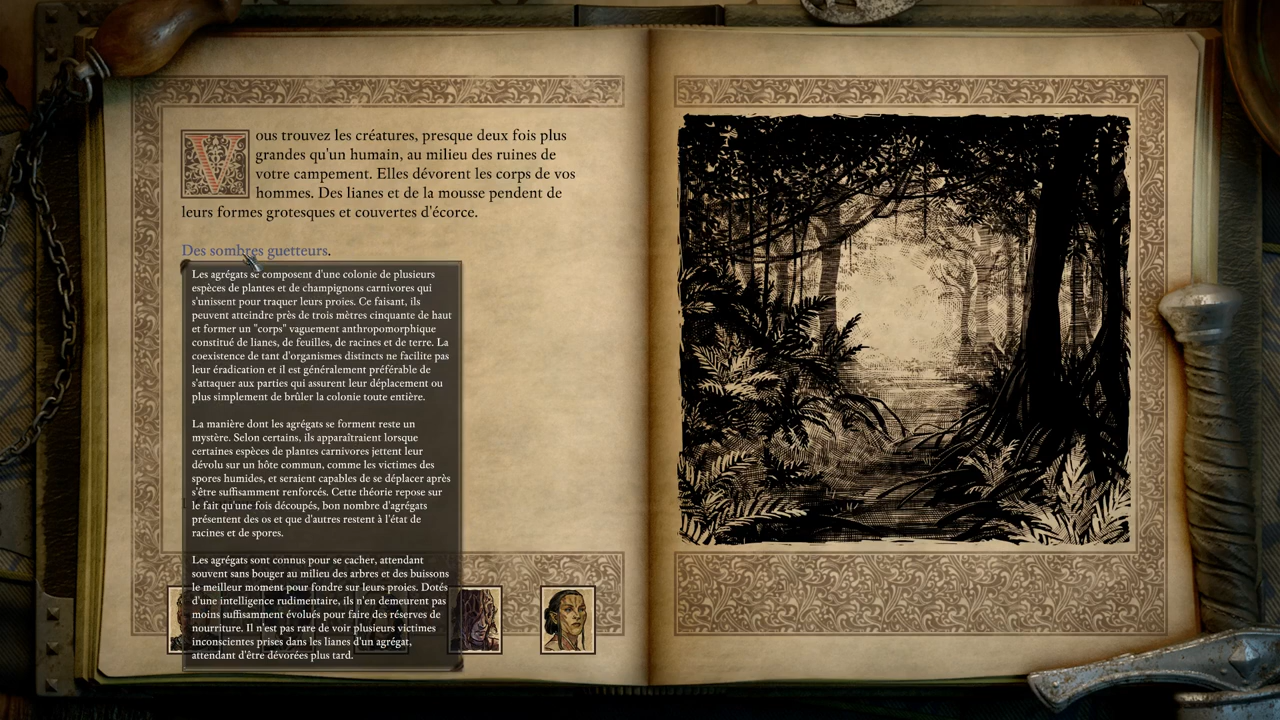 Vous trouvez les créatures, presque deux fois plus
grandes qu'un humain, au milieu des ruines de
votre campement. Elles dévorent les corps de vos
hommes. Des lianes et de la mousse pendent de
leurs formes grotesques et couvertes d'écorce.
Des sombres guetteurs.
Les agrégats se composent d'une colonie de plusieurs
espèces de plantes et de champignons carnivores qui
s'unissent pour traquer leurs proies. Ce faisant, ils
peuvent atteindre près de trois mètres cinquante de haut
et former un "corps" vaguement anthropomorphique
constitué de lianes, de feuilles, de racines et de terre. La
coexistence de tant d'organismes distincts ne facilite pas
leur éradication et il est généralement préférable de
s'attaquer aux parties qui assurent leur déplacement ou
plus simplement de brûler la colonie toute entière.
La manière dont les agrégats se forment reste un
mystère. Selon certains, ils apparaîtraient lorsque
certaines espèces de plantes carnivores jettent leur
dévolu sur un hôte commun, comme les victimes des
spores humides, et seraient capables de se déplacer après
s'être suffisamment renforcés. Cette théorie repose sur
le fait qu'une fois découpés, bon nombre d'agrégats
présentent des os et que d'autres restent à l'état de
racines et de spores.
Les agrégats sont connus pour se cacher, attendant
souvent sans bouger au milieu des arbres et des buissons
le meilleur moment pour fondre sur leurs proies. Dotés
d'une intelligence rudimentaire, ils n'en demeurent pas
moins suffisamment évolués pour faire des réserves de
nourriture. Il n'est pas rare de voir plusieurs victimes
inconscientes prises dans les lianes d'un agrégat,
attendant d'être dévorées plus tard.